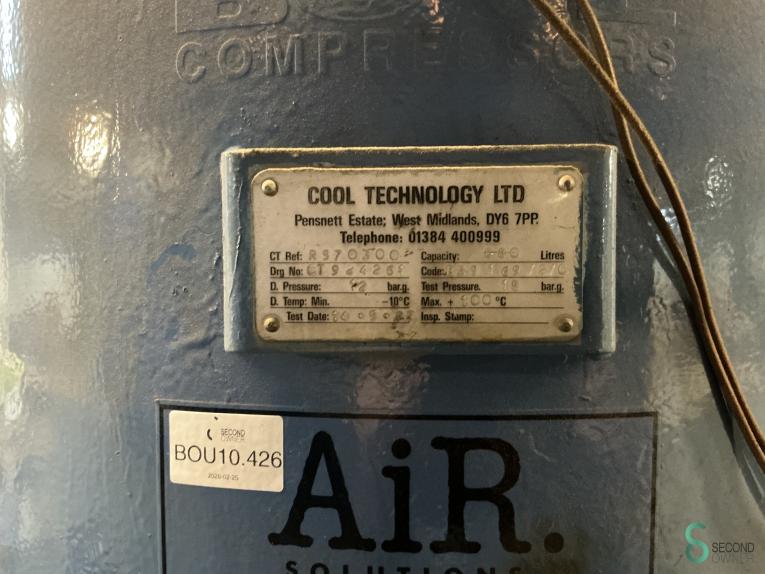 COMPRESSORS
COOL TECHNOLOGY LTD
Pensnett Estate; West Midlands, DY6 7PP.
Telephone: 01384 400999
CT Ref: Capacity: Litres
Drg No: Code:
D. Pressure: 12 bar.g. Test Pressure. bar.g.
D. Temp: Min. -10°C Max. + 100 °C
Test Date: Insp. Stamp:
SECOND
OWNER
BOU10.426
2026-02-25
AiR.
SOLUTIONS
SECOND
OWNER